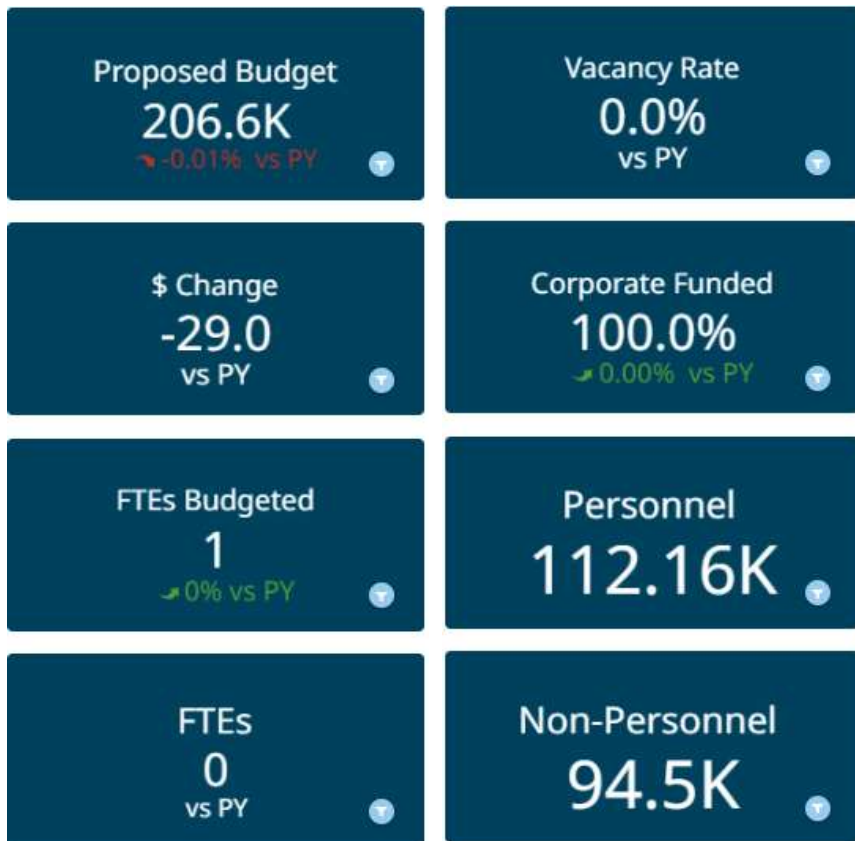 Proposed Budget
206.6K
-0.01% vs PY
Vacancy Rate
0.0%
vs PY
$ Change
-29.0
vs PY
Corporate Funded
100.0%
0.00% vs PY
FTEs Budgeted
1
0% vs PY
Personnel
112.16K
FTEs
0
vs PY
Non-Personnel
94.5K